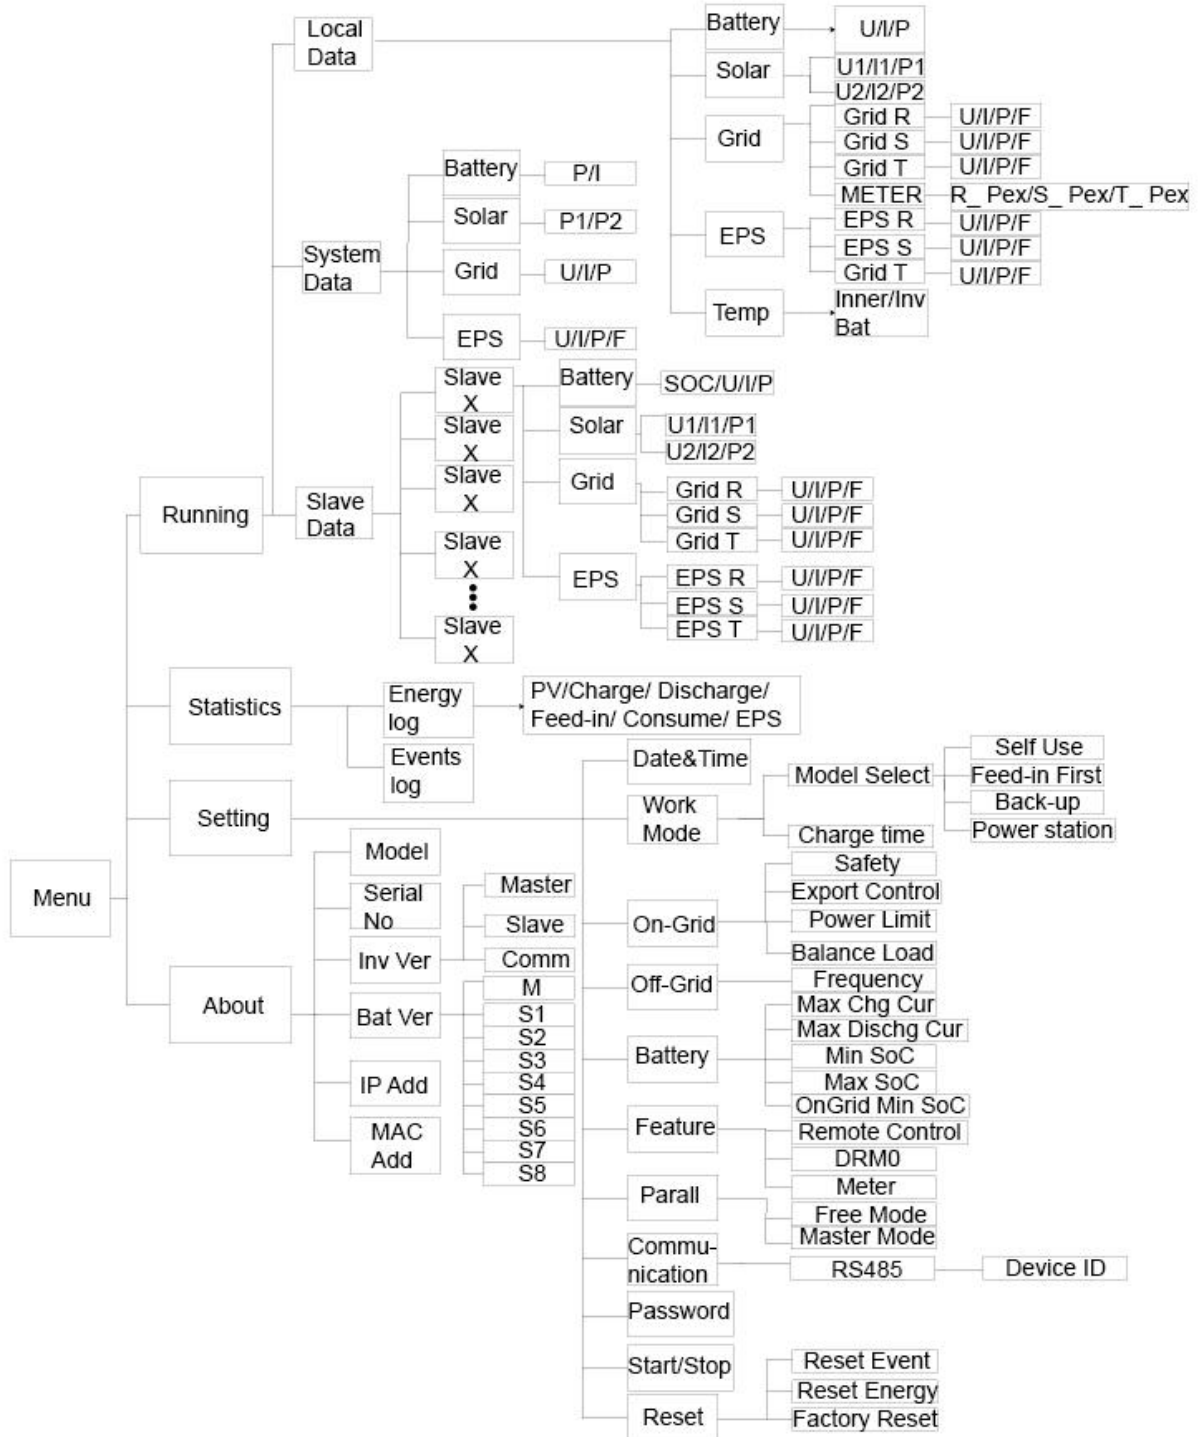 Menu
Running
Local
Data
Battery
U/I/P
Solar
U1/I1/P1
U2/I2/P2
Grid
Grid R
U/I/P/F
Grid S
U/I/P/F
Grid T
U/I/P/F
METER
R_ Pex/S_ Pex/T_ Pex
EPS
EPS R
U/I/P/F
EPS S
U/I/P/F
Grid T
U/I/P/F
Temp
Inner/Inv
Bat
System
Data
Battery
P/I
Solar
P1/P2
Grid
U/I/P
EPS
U/I/P/F
Slave
Data
Slave
X
Slave
X
Slave
X
Slave
X
Slave
X
Battery
SOC/U/I/P
Solar
U1/I1/P1
U2/I2/P2
Grid
Grid R
U/I/P/F
Grid S
U/I/P/F
Grid T
U/I/P/F
EPS
EPS R
U/I/P/F
EPS S
U/I/P/F
EPS T
U/I/P/F
Statistics
Energy
log
PV/Charge/ Discharge/
Feed-in/ Consume/ EPS
Events
log
Setting
Date&Time
Work
Mode
Model Select
Self Use
Feed-in First
Back-up
Power station
Charge time
On-Grid
Safety
Export Control
Power Limit
Balance Load
Off-Grid
Frequency
Battery
Max Chg Cur
Max Dischg Cur
Min SoC
Max SoC
OnGrid Min SoC
Feature
Remote Control
DRM0
Meter
Parall
Free Mode
Master Mode
Commu-
nication
RS485
Device ID
Password
Start/Stop
Reset
Reset Event
Reset Energy
Factory Reset
About
Model
Serial
No
Inv Ver
Master
Slave
Comm
Bat Ver
M
S1
S2
S3
S4
S5
S6
S7
S8
IP Add
MAC
Add